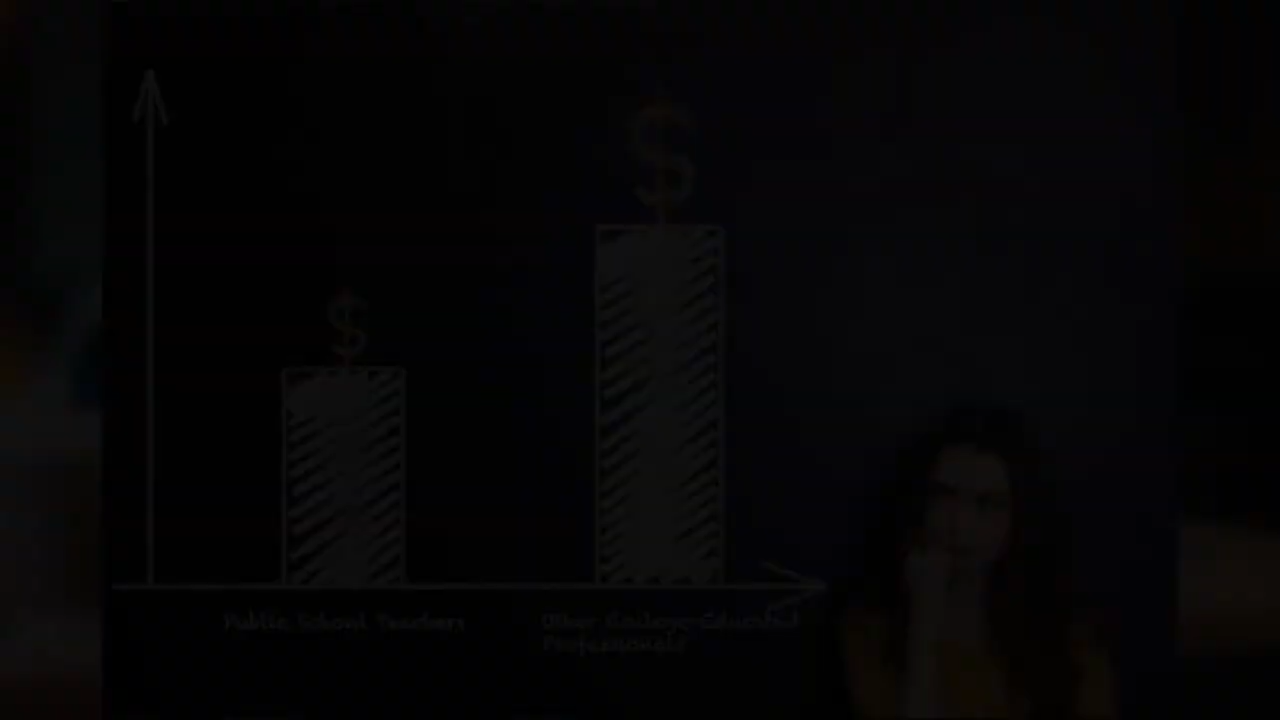 $
$
Public School Teachers
Other College-Educated
Professionals